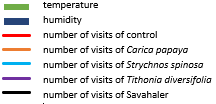 temperature
humidity
number of visits of control
number of visits of Carica papaya
number of visits of Strychnos spinosa
number of visits of Tithonia diversifolia
number of visits of Savahaler